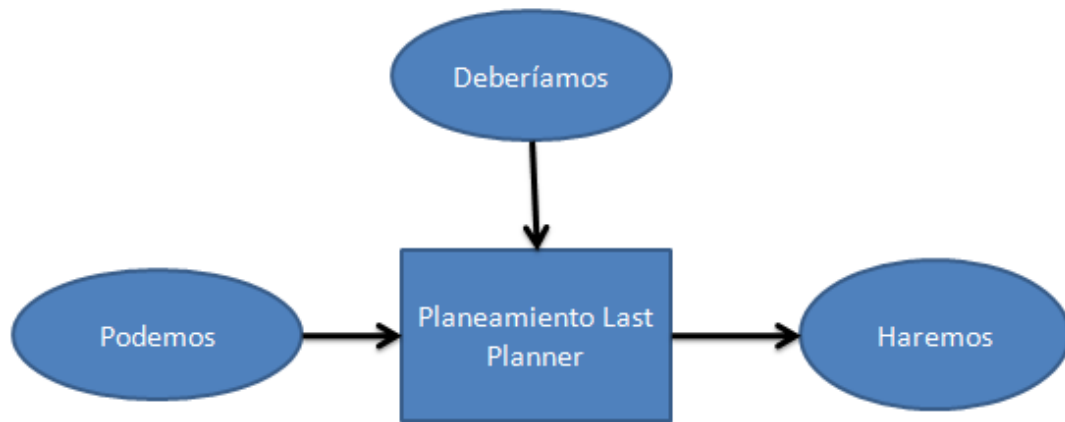 Deberíamos
Podemos
Planeamiento Last
Planner
Haremos